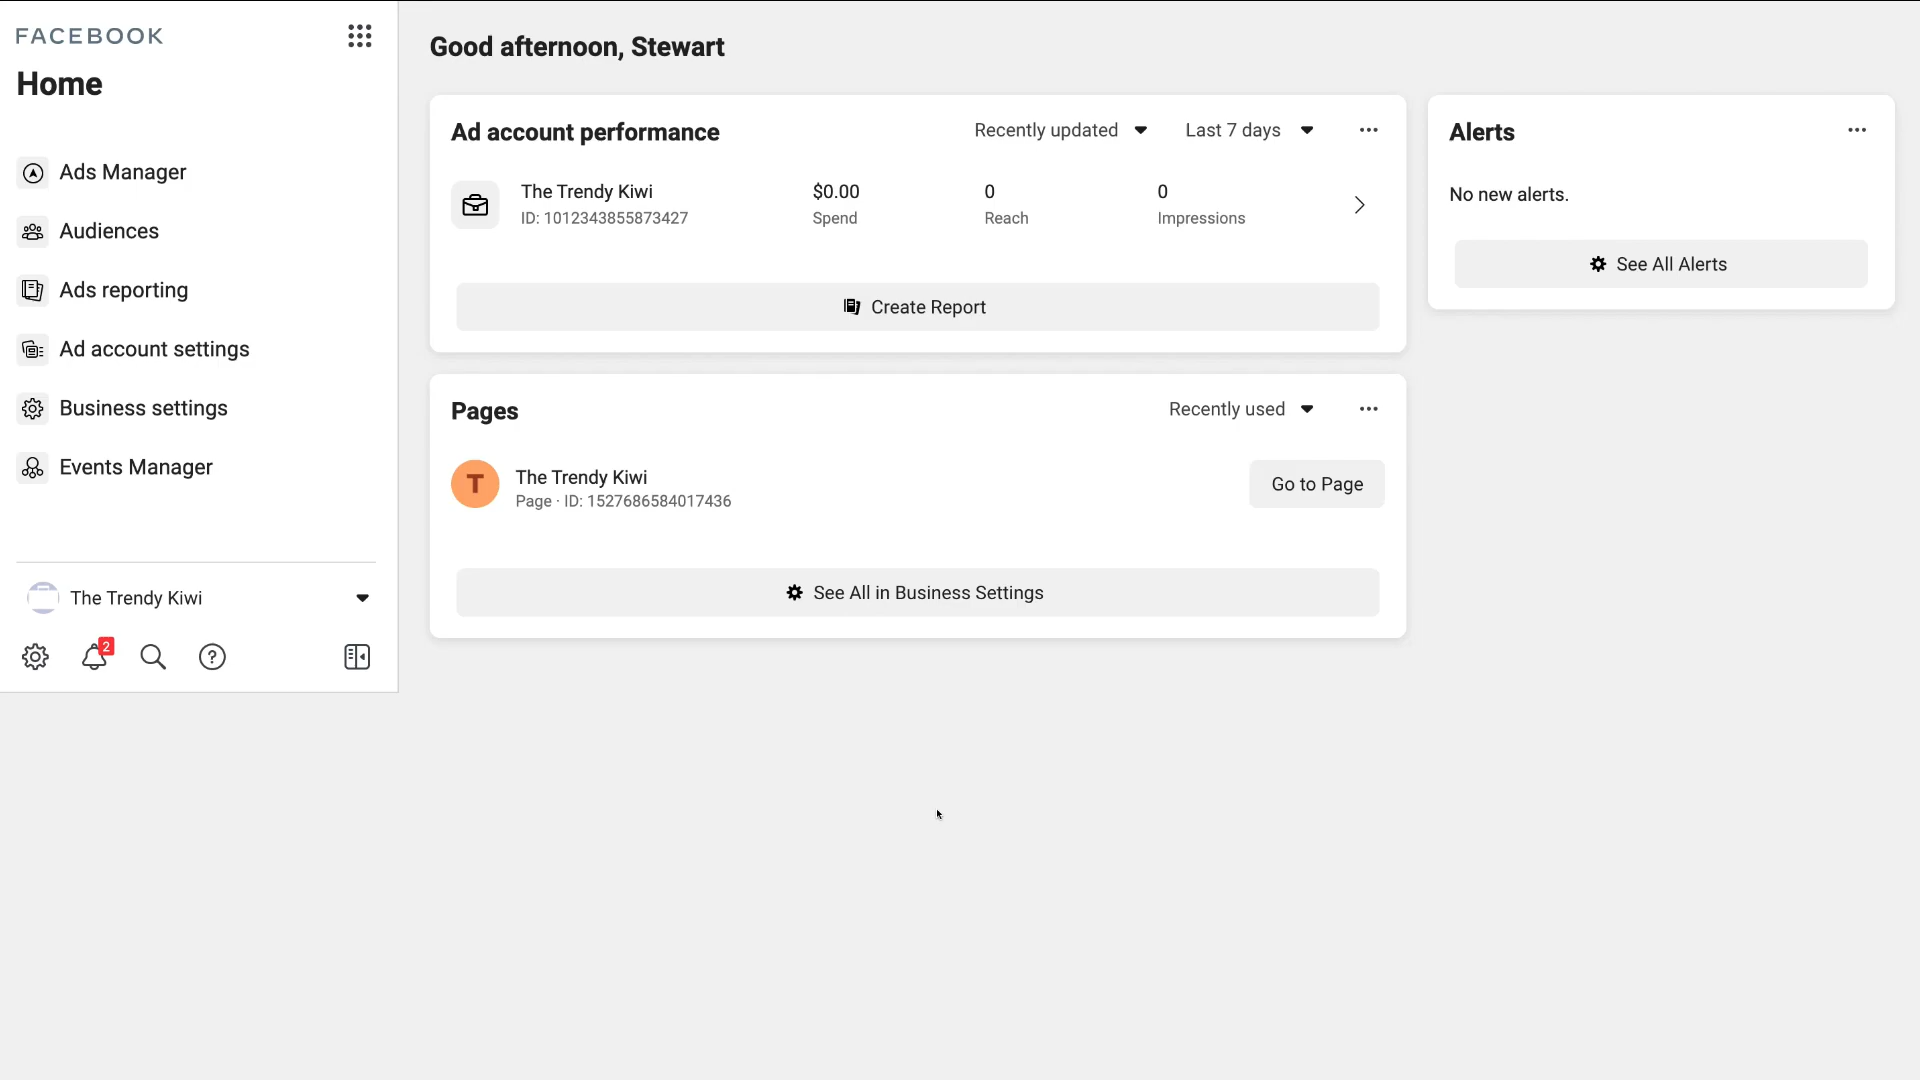 FACEBOOK
Home
Ads Manager
Audiences
Ads reporting
Ad account settings
Business settings
Events Manager
The Trendy Kiwi
2
Good afternoon, Stewart
Ad account performance
Recently updated
Last 7 days
The Trendy Kiwi
ID: 1012343855873427
$0.00
Spend
0
Reach
0
Impressions
Create Report
Pages
Recently used
T
The Trendy Kiwi
Page · ID: 1527686584017436
Go to Page
See All in Business Settings
Alerts
No new alerts.
See All Alerts